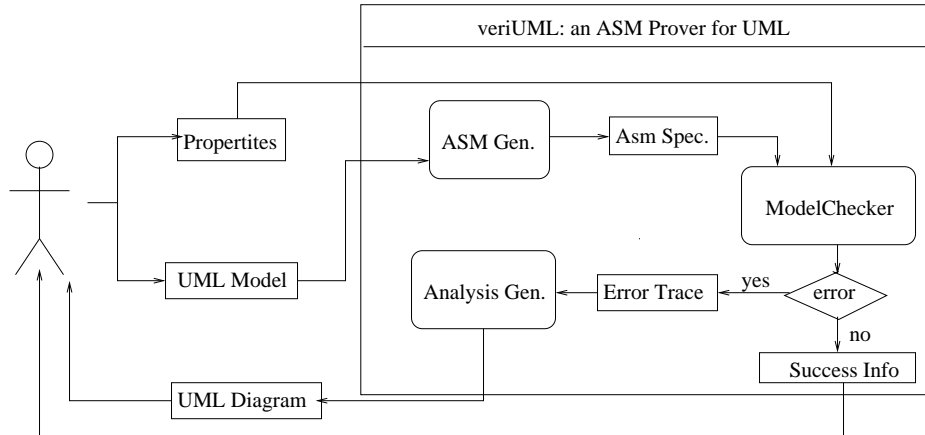 veriUML: an ASM Prover for UML
Propertites
ASM Gen.
Asm Spec.
ModelChecker
UML Model
Analysis Gen.
Error Trace
yes
error
no
Success Info
UML Diagram